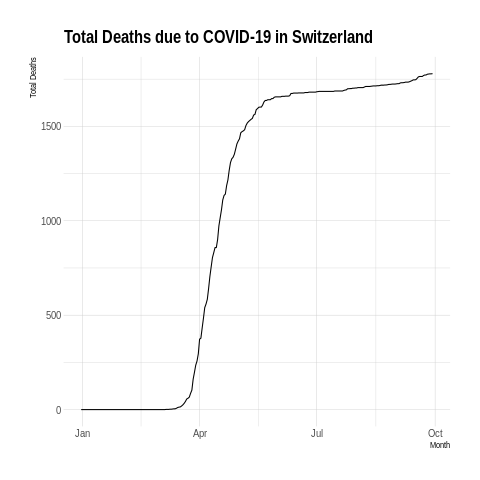 Total Deaths due to COVID-19 in Switzerland
Total Deaths
1500
1000
500
0
Jan Apr Jul Oct
Month